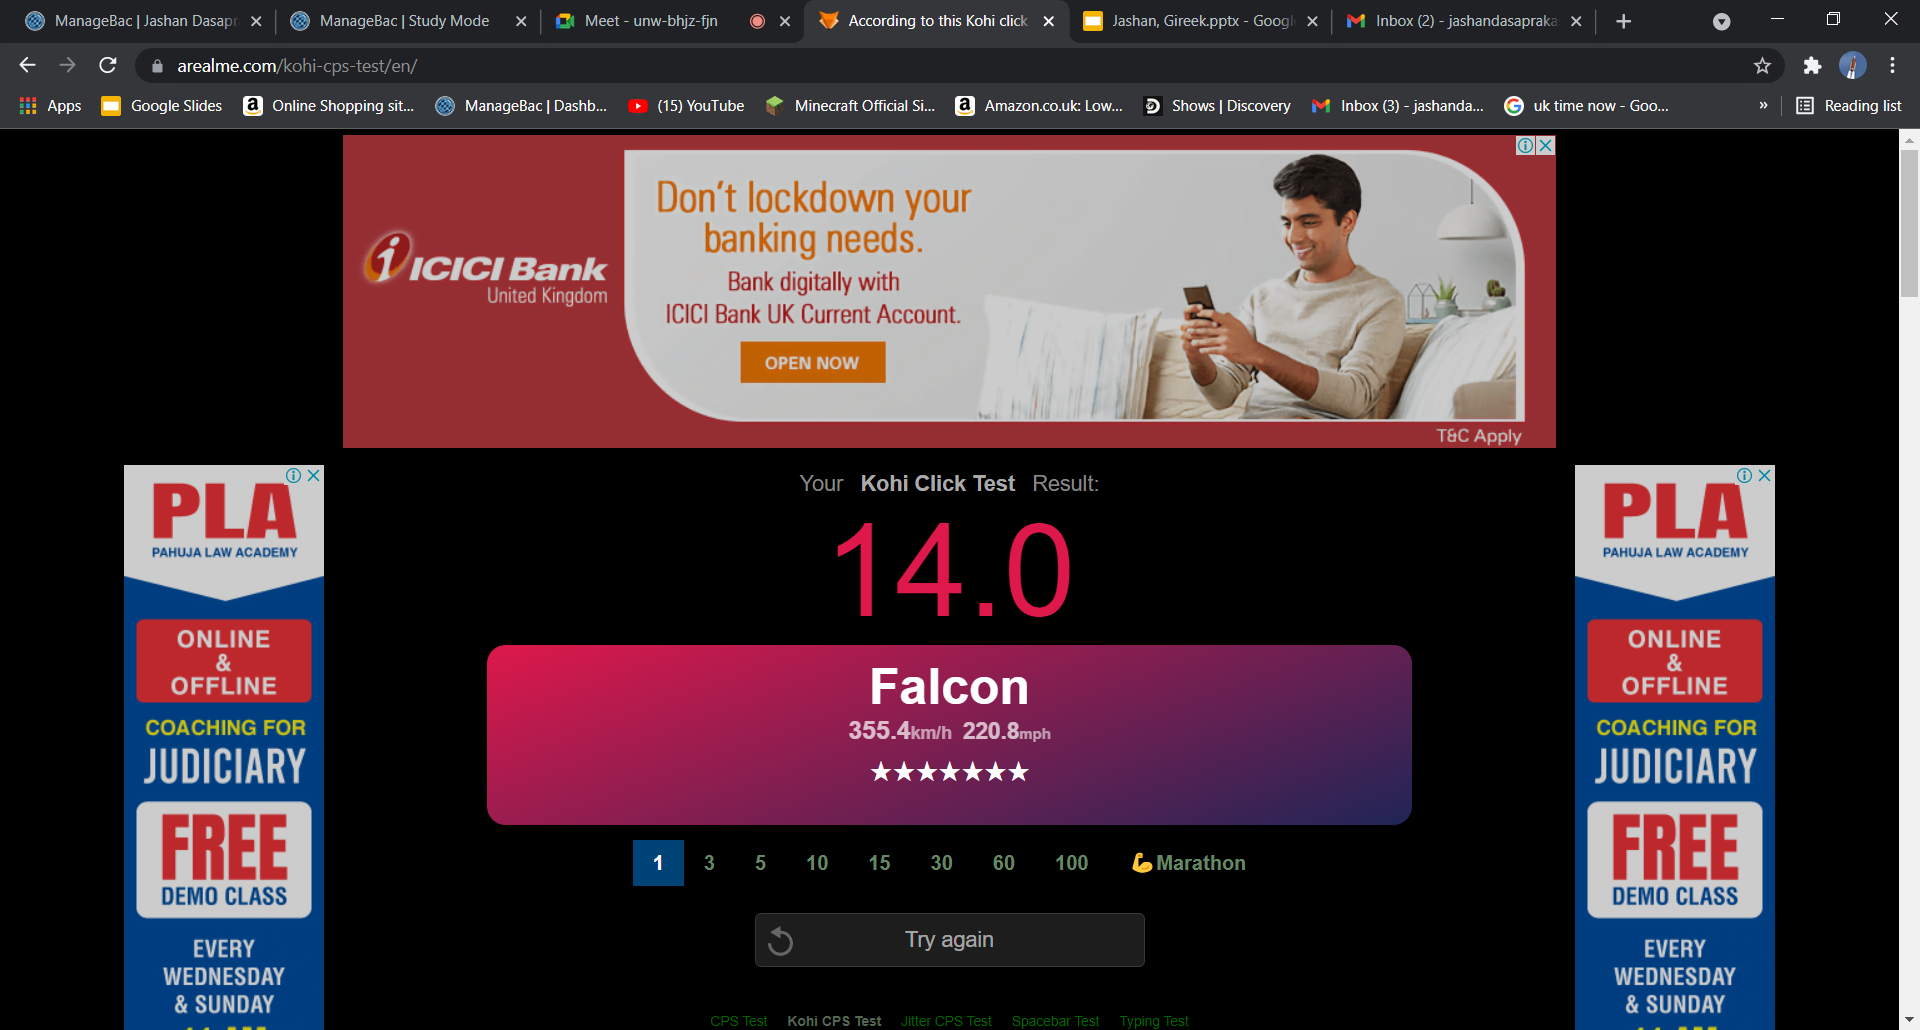 ManageBac | Jashan Dasapr
ManageBac | Study Mode
Meet - unw-bhjz-fjn
According to this Kohi click
Jashan, Gireek.pptx - Google
Inbox (2) - jashandasapraka
arealme.com/kohi-cps-test/en/
Apps
Google Slides
Online Shopping sit...
ManageBac | Dashb...
(15) YouTube
Minecraft Official Si...
Amazon.co.uk: Low...
Shows | Discovery
Inbox (3) - jashanda...
uk time now - Goo...
»
Reading list
ICICI Bank
United Kingdom
Don't lockdown your
banking needs.
Bank digitally with
ICICI Bank UK Current Account.
OPEN NOW
T&C Apply
PLA
PAHUJA LAW ACADEMY
ONLINE
&
OFFLINE
COACHING FOR
JUDICIARY
FREE
DEMO CLASS
EVERY
WEDNESDAY
& SUNDAY
Your Kohi Click Test Result:
14.0
Falcon
355.4km/h 220.8mph
★★★★★★★
1 3 5 10 15 30 60 100 💪Marathon
Try again
CPS Test Kohi CPS Test Jitter CPS Test Spacebar Test Typing Test
PLA
PAHUJA LAW ACADEMY
ONLINE
&
OFFLINE
COACHING FOR
JUDICIARY
FREE
DEMO CLASS
EVERY
WEDNESDAY
& SUNDAY